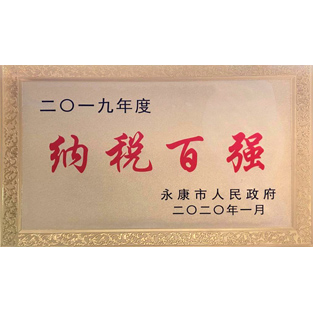 二〇一九年度
纳税百强
永康市人民政府
二〇二〇年一月